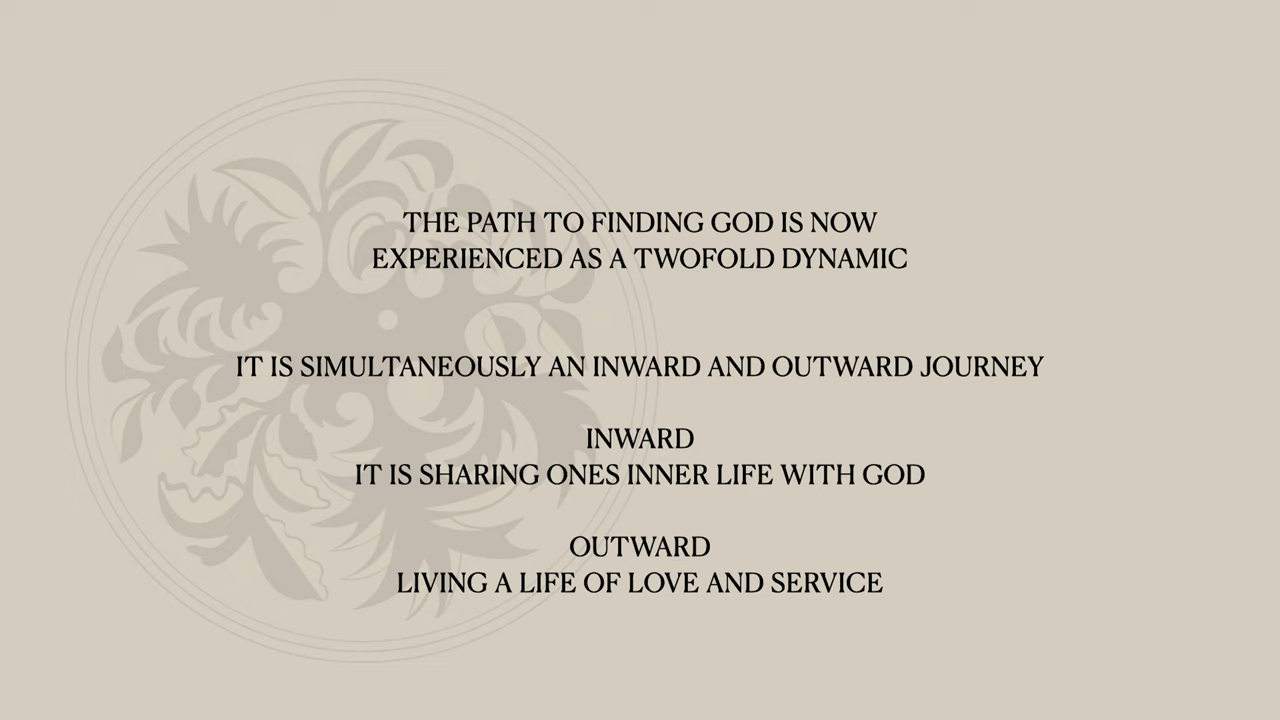 THE PATH TO FINDING GOD IS NOW
EXPERIENCED AS A TWOFOLD DYNAMIC
IT IS SIMULTANEOUSLY AN INWARD AND OUTWARD JOURNEY
INWARD
IT IS SHARING ONES INNER LIFE WITH GOD
OUTWARD
LIVING A LIFE OF LOVE AND SERVICE